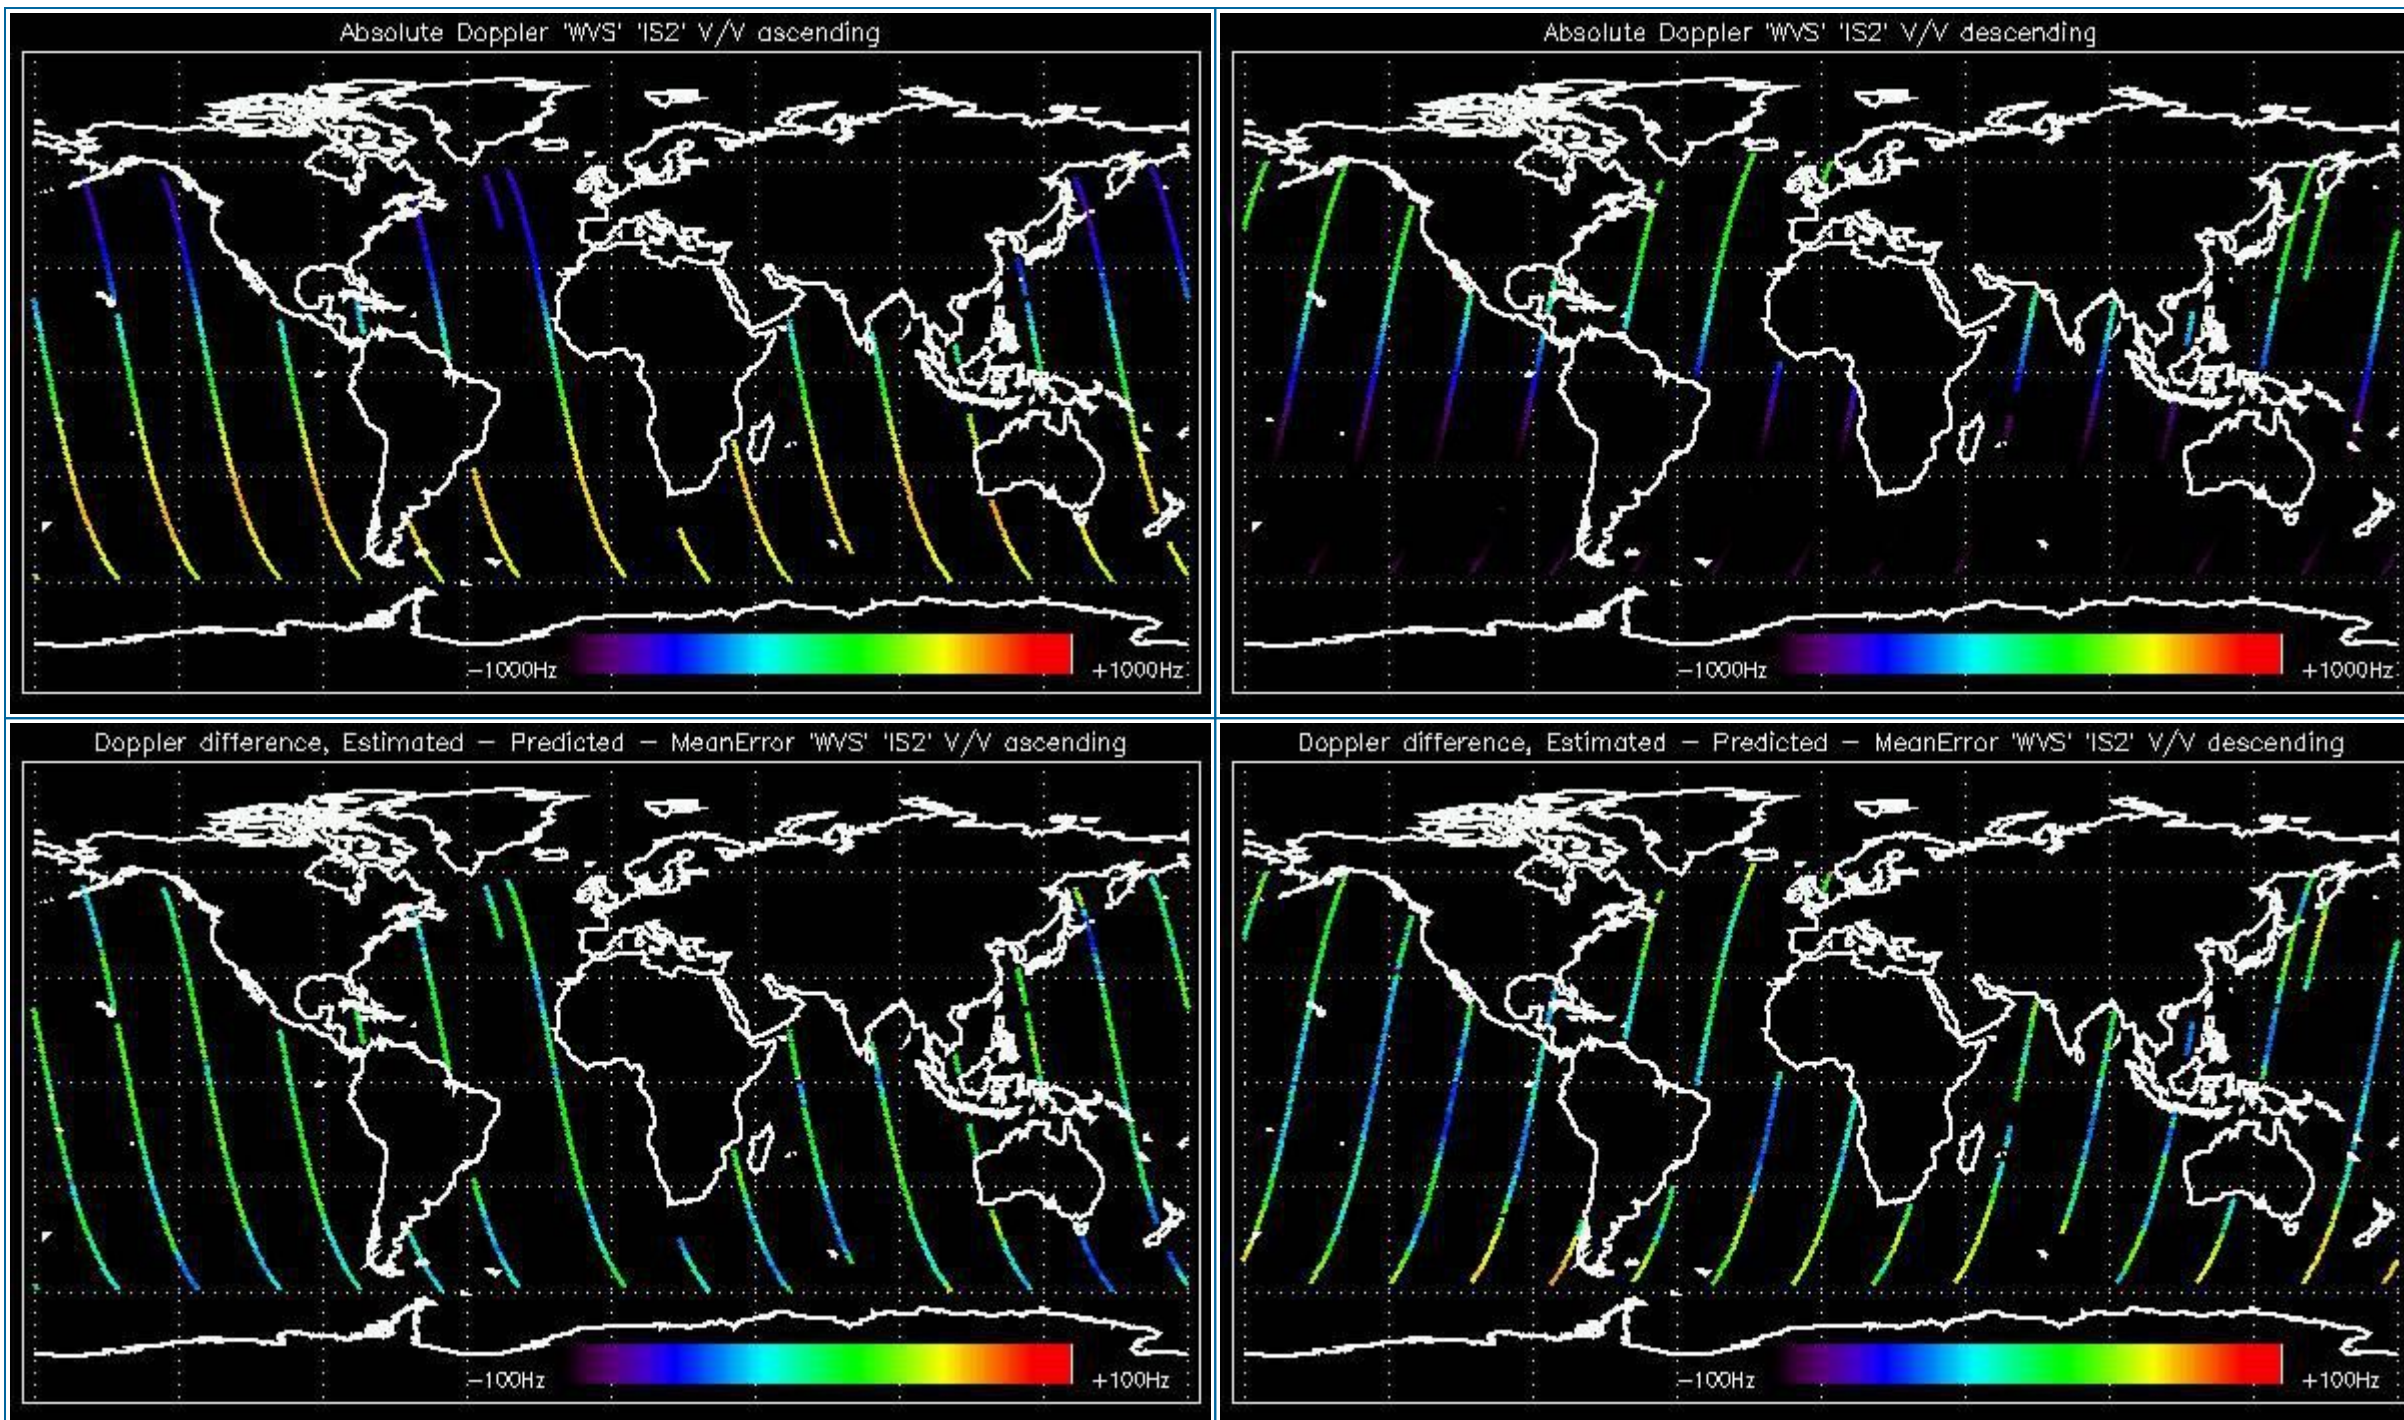 Absolute Doppler 'WVS' 'IS2' V/V ascending
-1000Hz
+1000Hz
Absolute Doppler 'WVS' 'IS2' V/V descending
-1000Hz
+1000Hz
Doppler difference, Estimated - Predicted - MeanError 'WVS' 'IS2' V/V ascending
-100Hz
+100Hz
Doppler difference, Estimated - Predicted - MeanError 'WVS' 'IS2' V/V descending
-100Hz
+100Hz